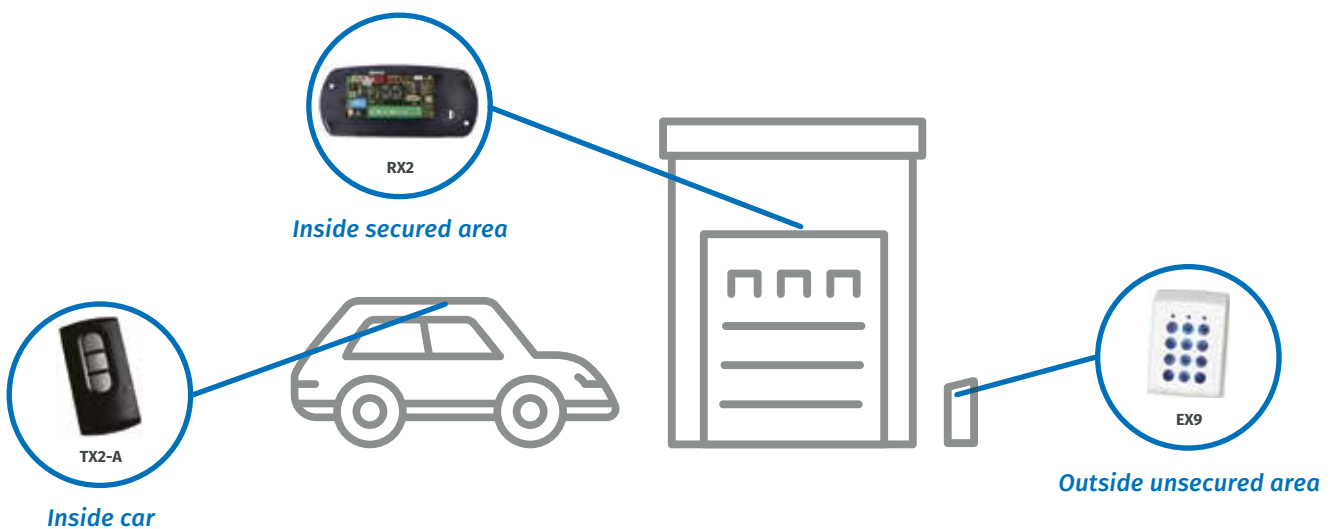 RX2
Inside secured area
TX2-A
Inside car
EX9
Outside unsecured area